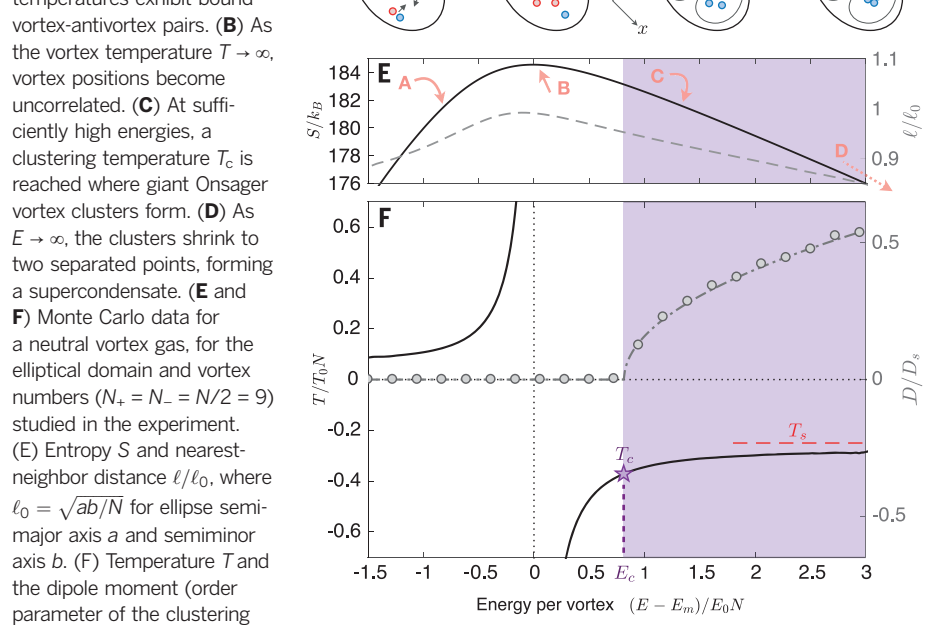 temperatures exhibit bound
vortex-antivortex pairs. (B) As
the vortex temperature T → ∞,
vortex positions become
uncorrelated. (C) At suffi-
ciently high energies, a
clustering temperature Tc is
reached where giant Onsager
vortex clusters form. (D) As
E → ∞, the clusters shrink to
two separated points, forming
a supercondensate. (E and
F) Monte Carlo data for
a neutral vortex gas, for the
elliptical domain and vortex
numbers (N+ = N− = N/2 = 9)
studied in the experiment.
(E) Entropy S and nearest-
neighbor distance ℓ/ℓ0, where
ℓ0 = √ab/N for ellipse semi-
major axis a and semiminor
axis b. (F) Temperature T and
the dipole moment (order
parameter of the clustering
x
E
184
182
180
178
176
S/kB
A
B
C
D
1.1
1
0.9
ℓ/ℓ0
F
0.6
0.4
0.2
0
-0.2
-0.4
-0.6
T/T0N
Tc
Ts
0.5
0
-0.5
D/Ds
-1.5 -1 -0.5 0 0.5 Ec 1 1.5 2 2.5 3
Energy per vortex (E − Em)/E0N